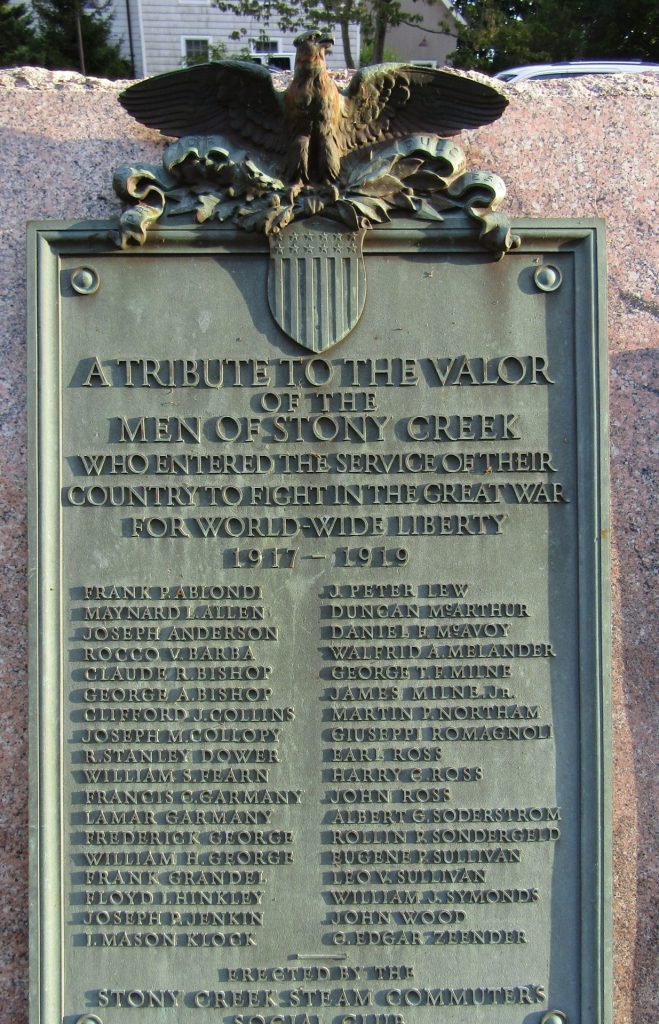 A TRIBUTE TO THE VALOR
OF THE
MEN OF STONY CREEK
WHO ENTERED THE SERVICE OF THEIR
COUNTRY TO FIGHT IN THE GREAT WAR
FOR WORLD-WIDE LIBERTY
1917 — 1919
FRANK P. ABLONDI
MAYNARD I. ALLEN
JOSEPH ANDERSON
ROCCO V. BARBA
CLAUDE R. BISHOP
GEORGE A. BISHOP
CLIFFORD J. COLLINS
JOSEPH M. COLLOPY
R. STANLEY DOWER
WILLIAM S. FEARN
FRANCIS C. GARMANY
LAMAR GARMANY
FREDERICK GEORGE
WILLIAM H. GEORGE
FRANK GRANDEL
FLOYD I. HINKLEY
JOSEPH P. JENKIN
I. MASON KLOCK
J. PETER LEW
DUNCAN McARTHUR
DANIEL E. McAVOY
WALFRID A. MELANDER
GEORGE T. F. MILNE
JAMES MILNE, JR.
MARTIN P. NORTHAM
GIUSEPPI ROMAGNOLI
EARL ROSS
HARRY C. ROSS
JOHN ROSS
ALBERT G. SODERSTROM
ROLLIN P. SONDERGELD
EUGENE P. SULLIVAN
LEO V. SULLIVAN
WILLIAM J. SYMONDS
JOHN WOOD
C. EDGAR ZEENDER
ERECTED BY THE
STONY CREEK STEAM COMMUTER'S
SOCIAL CLUB